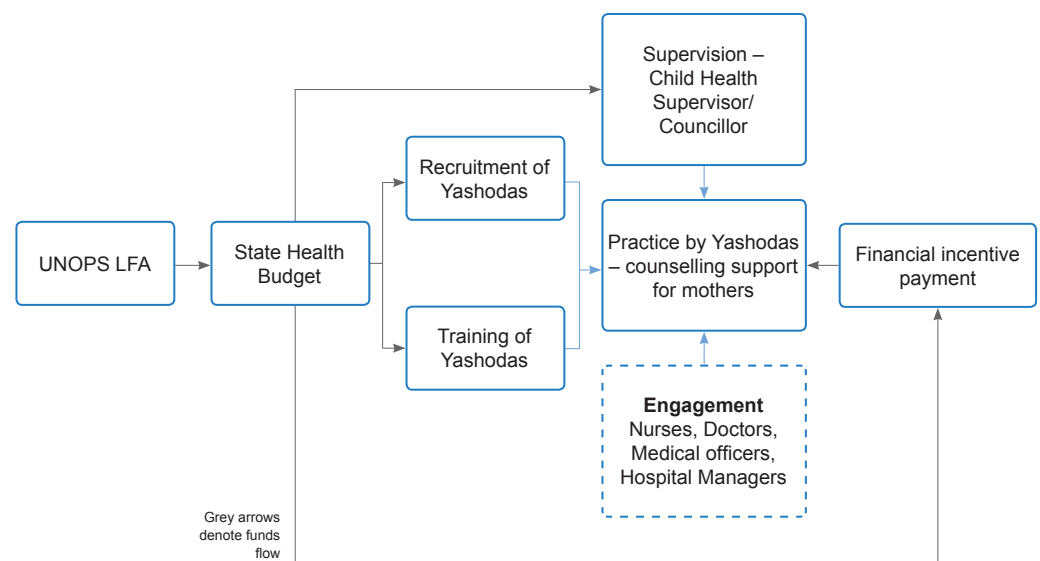 Supervision –
Child Health
Supervisor/
Councillor
Recruitment of
Yashodas
UNOPS LFA
State Health
Budget
Practice by Yashodas
– counselling support
for mothers
Financial incentive
payment
Training of
Yashodas
Engagement
Nurses, Doctors,
Medical officers,
Hospital Managers
Grey arrows
denote funds
flow